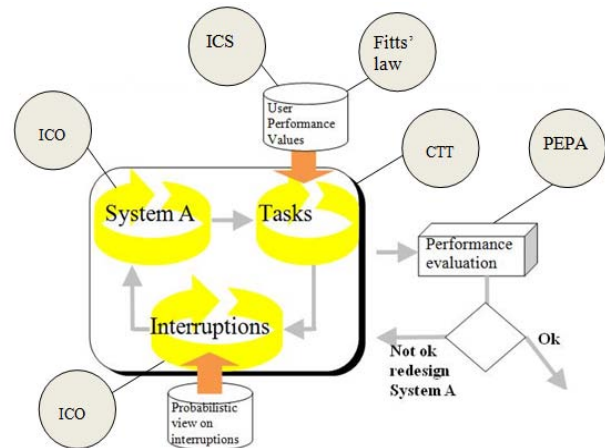 ICS
Fitts’
law
User
Performance
Values
ICO
CTT
PEPA
System A
Tasks
Performance
evaluation
Interruptions
Ok
Not ok
redesign
System A
ICO
Probabilistic
view on
interruptions